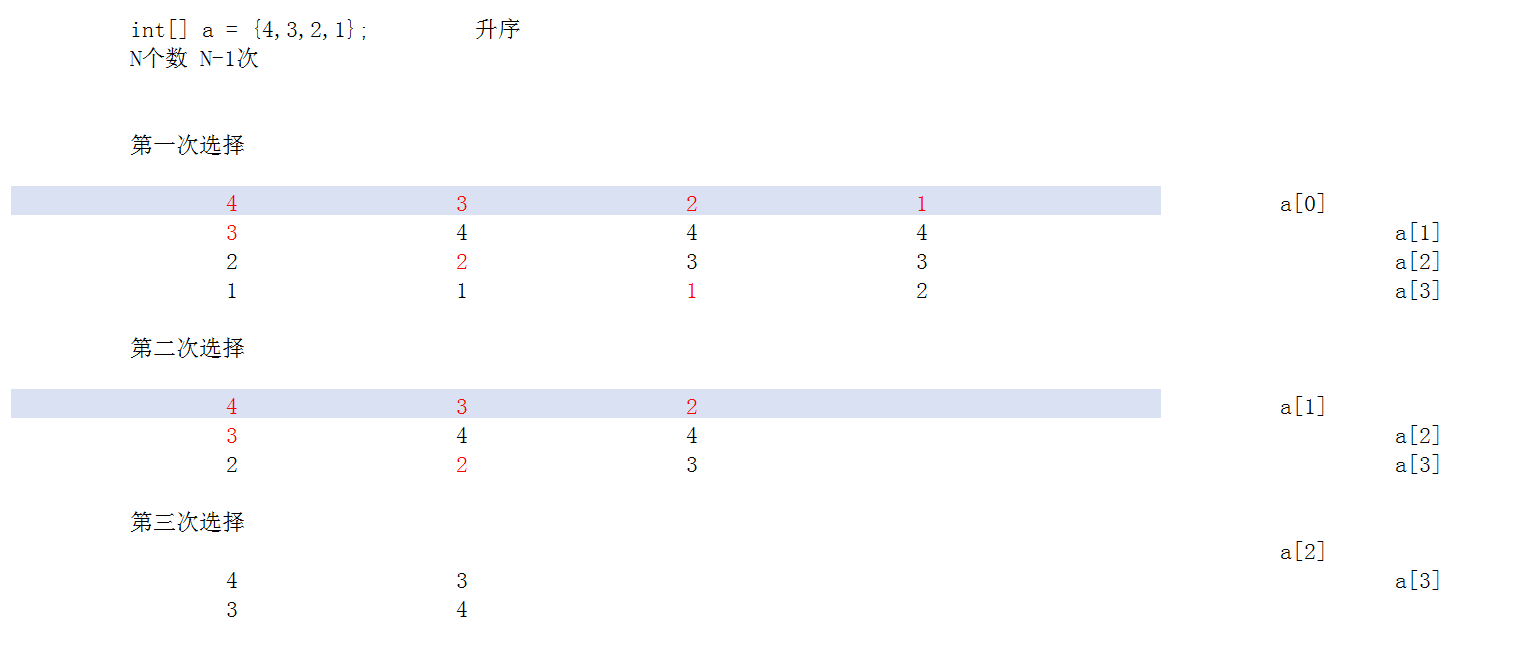 int[] a = {4,3,2,1}; 升序
N个数 N-1次
第一次选择
4 3 2 1 a[0]
3 4 4 4 a[1]
2 2 3 3 a[2]
1 1 1 2 a[3]
第二次选择
4 3 2 a[1]
3 4 4 a[2]
2 2 3 a[3]
第三次选择
a[2]
4 3 a[3]
3 4